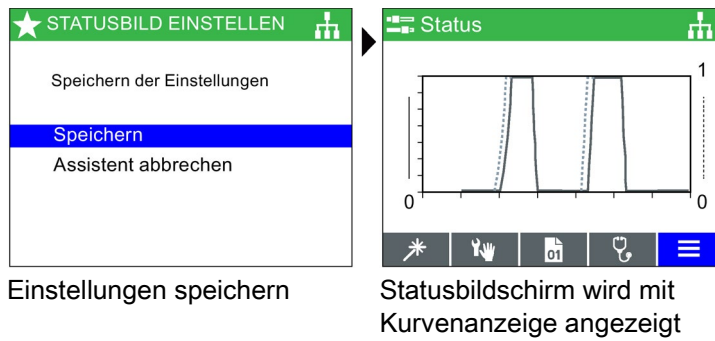 STATUSBILD EINSTELLEN
Speichern der Einstellungen
Speichern
Assistent abbrechen
Einstellungen speichern
Status
1
0
0
01
Statusbildschirm wird mit
Kurvenanzeige angezeigt